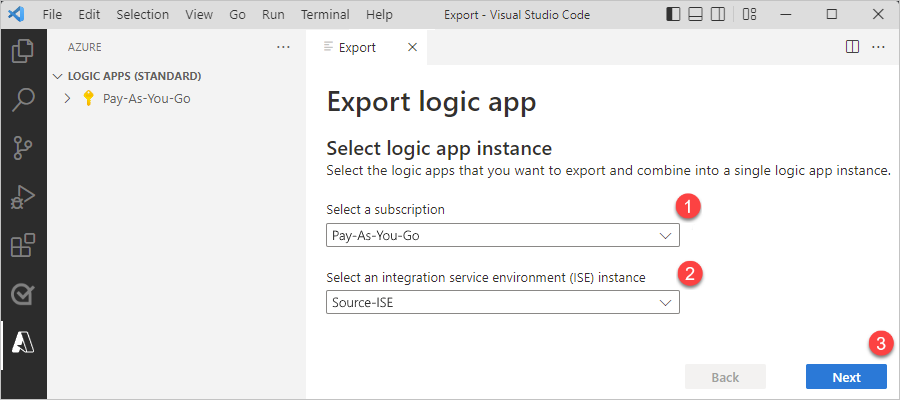 File Edit Selection View Go Run Terminal Help Export - Visual Studio Code
AZURE
Export
LOGIC APPS (STANDARD)
Pay-As-You-Go
Export logic app
Select logic app instance
Select the logic apps that you want to export and combine into a single logic app instance.
Select a subscription
1
Pay-As-You-Go
Select an integration service environment (ISE) instance
2
Source-ISE
3
Back
Next